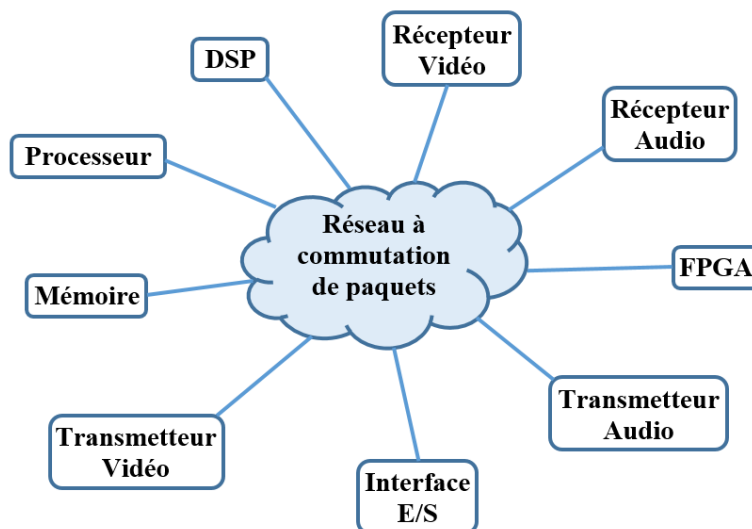 Récepteur
Vidéo
DSP
Récepteur
Audio
Processeur
Réseau à
commutation
de paquets
FPGA
Mémoire
Transmetteur
Audio
Transmetteur
Vidéo
Interface
E/S